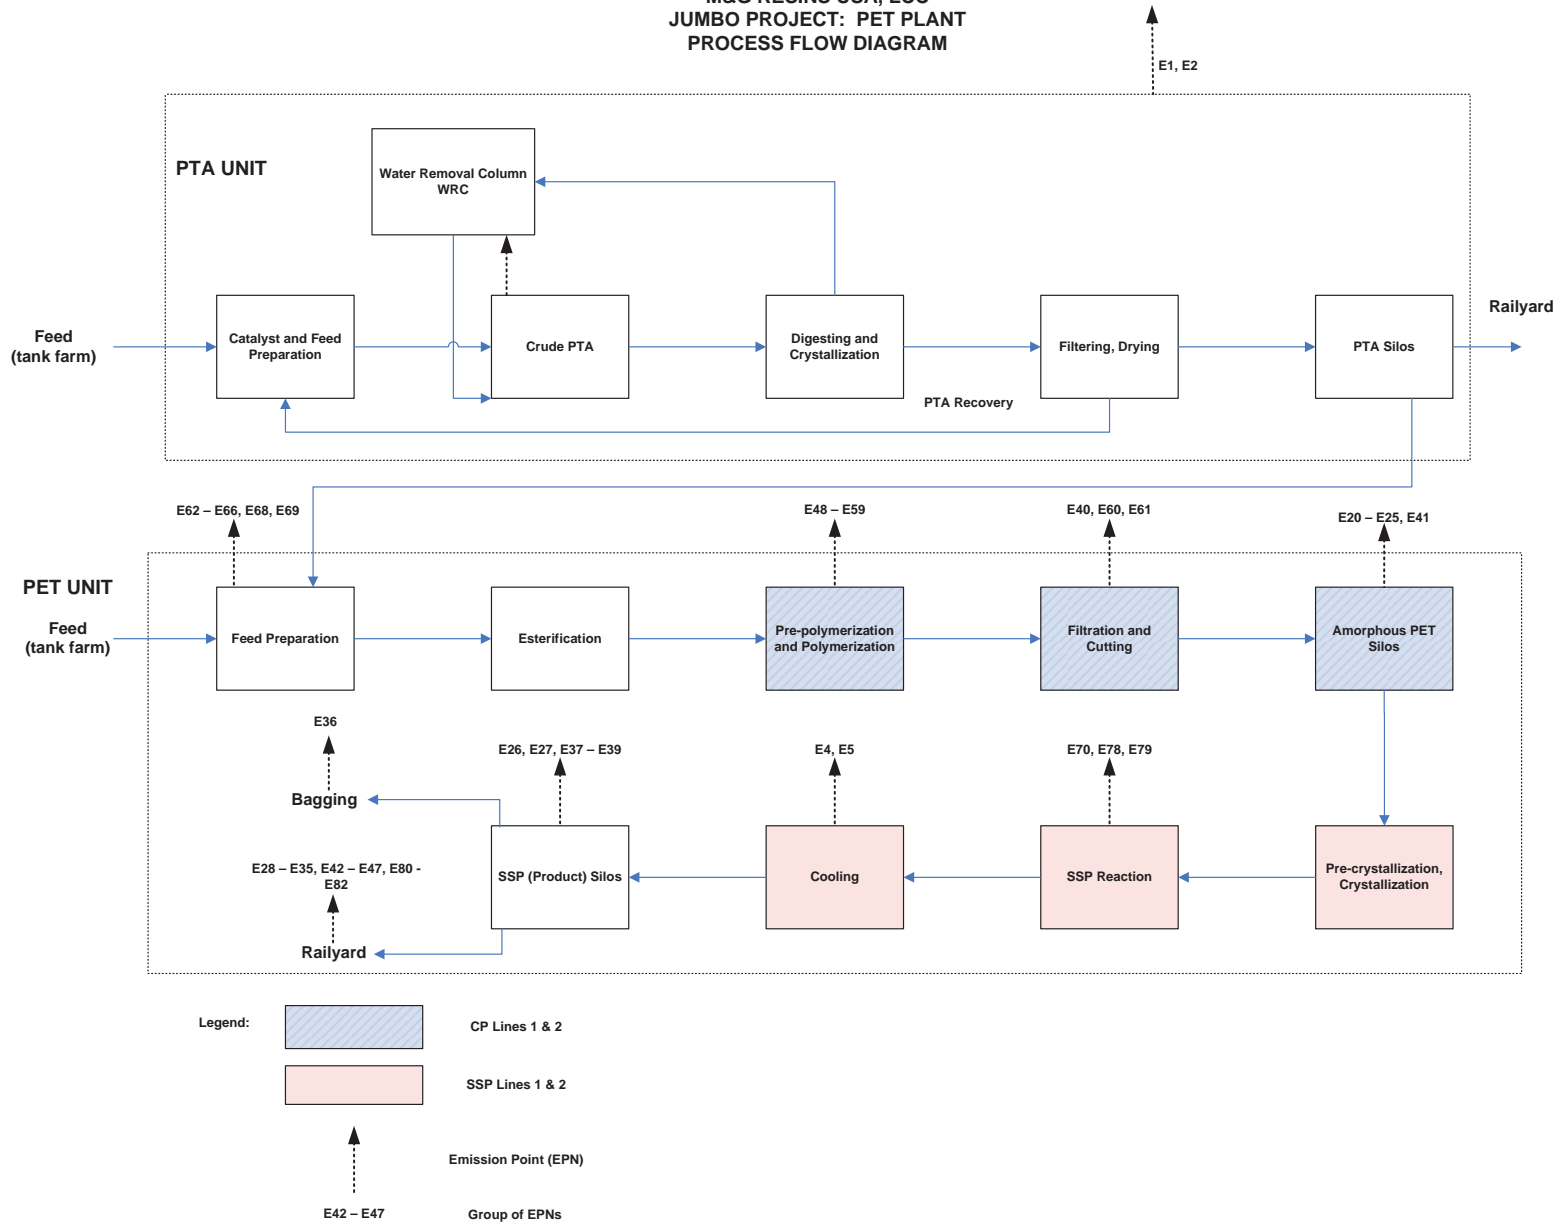 JUMBO PROJECT: PET PLANT
PROCESS FLOW DIAGRAM
E1, E2
PTA UNIT
Water Removal Column
WRC
Feed
(tank farm)
Catalyst and Feed
Preparation
Crude PTA
Digesting and
Crystallization
Filtering, Drying
PTA Silos
Railyard
PTA Recovery
E62 – E66, E68, E69
E48 – E59
E40, E60, E61
E20 – E25, E41
PET UNIT
Feed
(tank farm)
Feed Preparation
Esterification
Pre-polymerization
and Polymerization
Filtration and
Cutting
Amorphous PET
Silos
E36
E26, E27, E37 – E39
E4, E5
E70, E78, E79
Bagging
E28 – E35, E42 – E47, E80 -
E82
SSP (Product) Silos
Cooling
SSP Reaction
Pre-crystallization,
Crystallization
Railyard
Legend:
CP Lines 1 & 2
SSP Lines 1 & 2
Emission Point (EPN)
E42 – E47
Group of EPNs